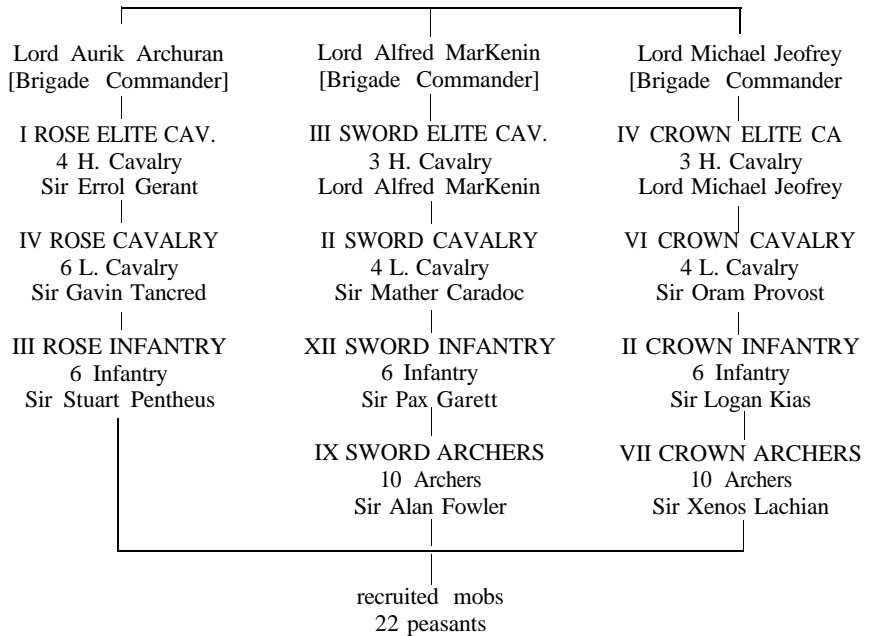 Lord Aurik Archuran
[Brigade Commander]
I ROSE ELITE CAV.
4 H. Cavalry
Sir Errol Gerant
IV ROSE CAVALRY
6 L. Cavalry
Sir Gavin Tancred
III ROSE INFANTRY
6 Infantry
Sir Stuart Pentheus
Lord Alfred MarKenin
[Brigade Commander]
III SWORD ELITE CAV.
3 H. Cavalry
Lord Alfred MarKenin
II SWORD CAVALRY
4 L. Cavalry
Sir Mather Caradoc
XII SWORD INFANTRY
6 Infantry
Sir Pax Garett
IX SWORD ARCHERS
10 Archers
Sir Alan Fowler
Lord Michael Jeofrey
[Brigade Commander
IV CROWN ELITE CA
3 H. Cavalry
Lord Michael Jeofrey
VI CROWN CAVALRY
4 L. Cavalry
Sir Oram Provost
II CROWN INFANTRY
6 Infantry
Sir Logan Kias
VII CROWN ARCHERS
10 Archers
Sir Xenos Lachian
recruited mobs
22 peasants